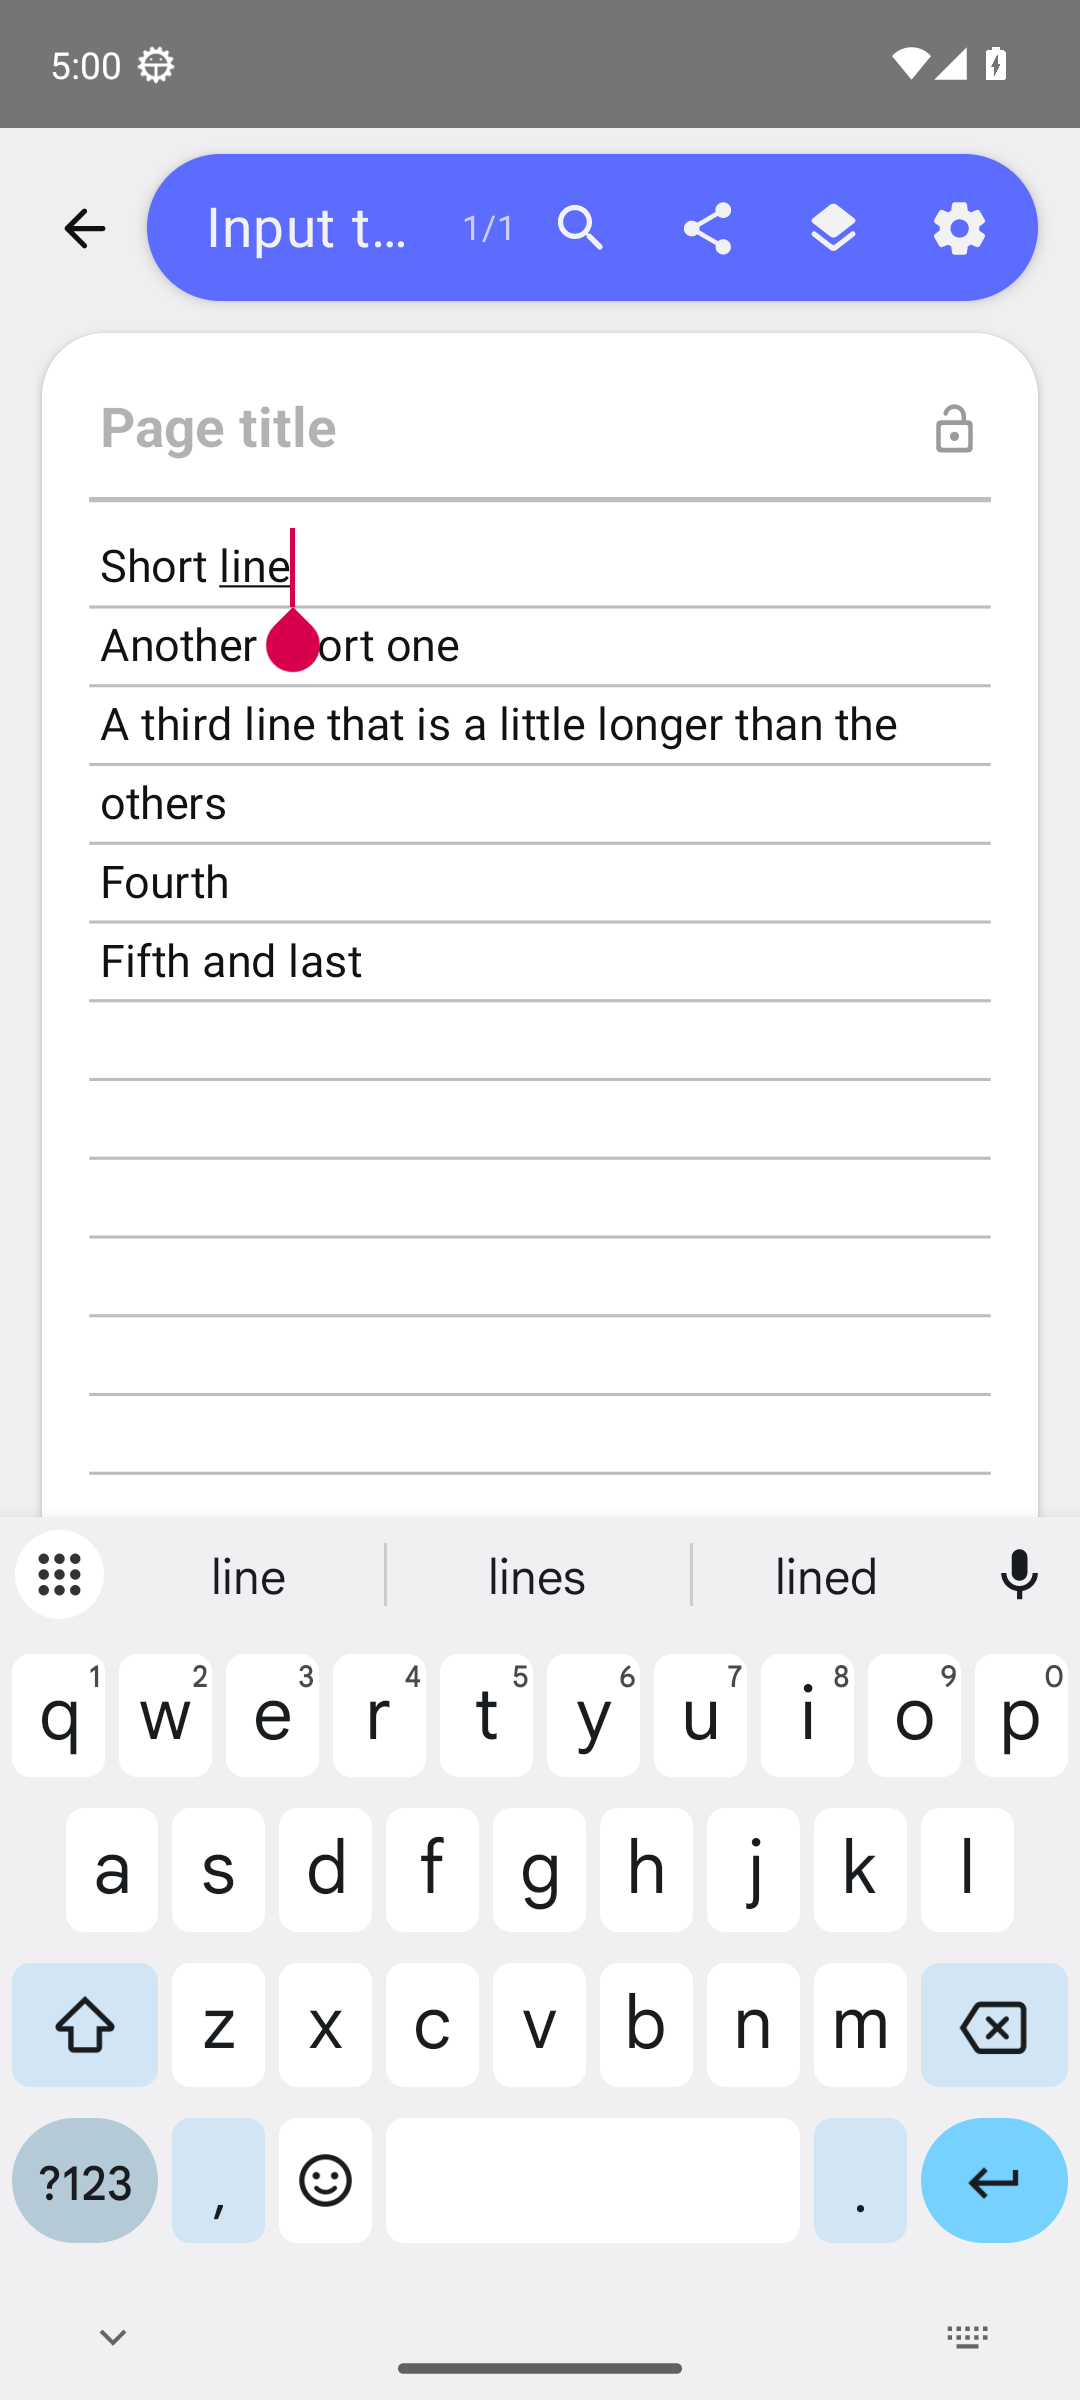 5:00
Input t... 1/1
Page title
Short line
Another ort one
A third line that is a little longer than the
others
Fourth
Fifth and last
line lines lined
q 1 w 2 e 3 r 4 t 5 y 6 u 7 i 8 o 9 p 0
a s d f g h j k l
z x c v b n m
?123 , .